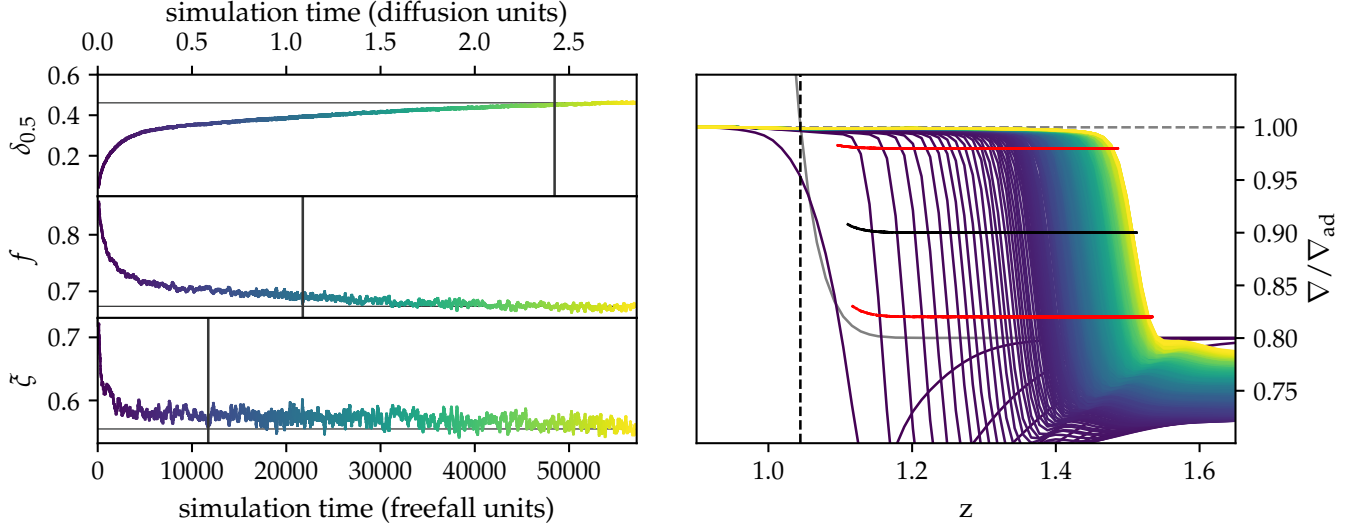 simulation time (diffusion units)
0.0 0.5 1.0 1.5 2.0 2.5
0.6
0.4
0.2
δ0.5
0.8
0.7
f
0.7
0.6
ξ
0 10000 20000 30000 40000 50000
simulation time (freefall units)
1.00
0.95
0.90
0.85
0.80
0.75
∇/∇ad
1.0 1.2 1.4 1.6
z